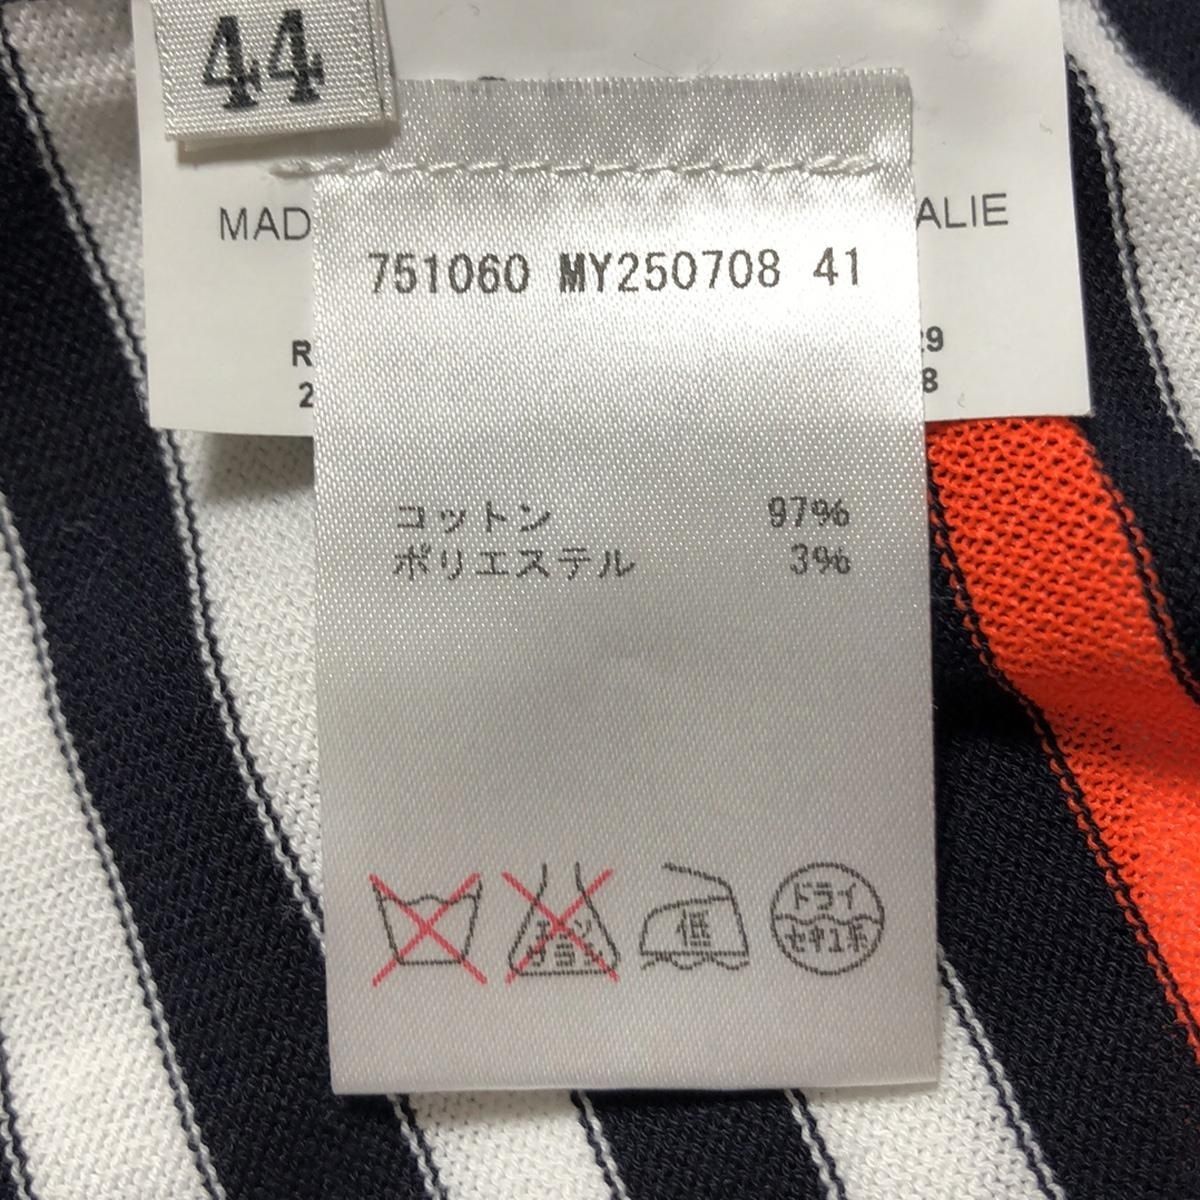 44
MAD
ALIE
751060 MY250708 41
R
29
2
8
コットン 97%
ポリエステル 3%
低
ドライ
セキユ系